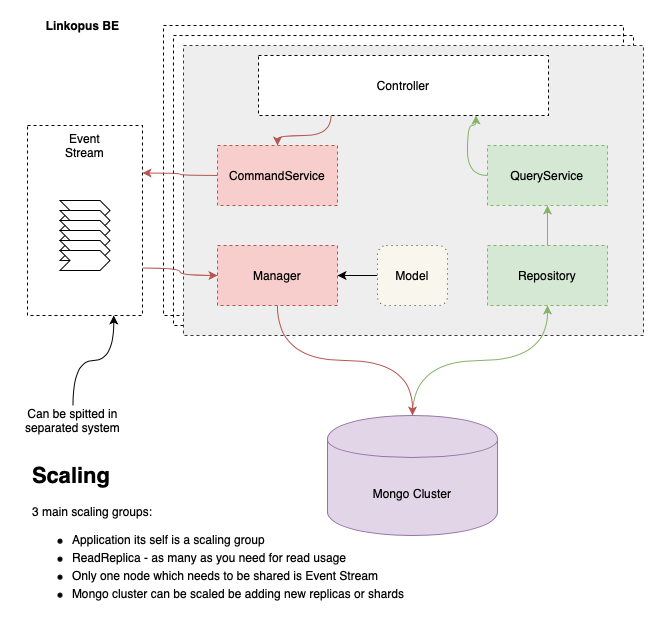 Linkopus BE
Controller
Event
Stream
CommandService
QueryService
Manager
Model
Repository
Can be spitted in
separated system
Mongo Cluster
Scaling
3 main scaling groups:
Application its self is a scaling group
ReadReplica - as many as you need for read usage
Only one node which needs to be shared is Event Stream
Mongo cluster can be scaled be adding new replicas or shards